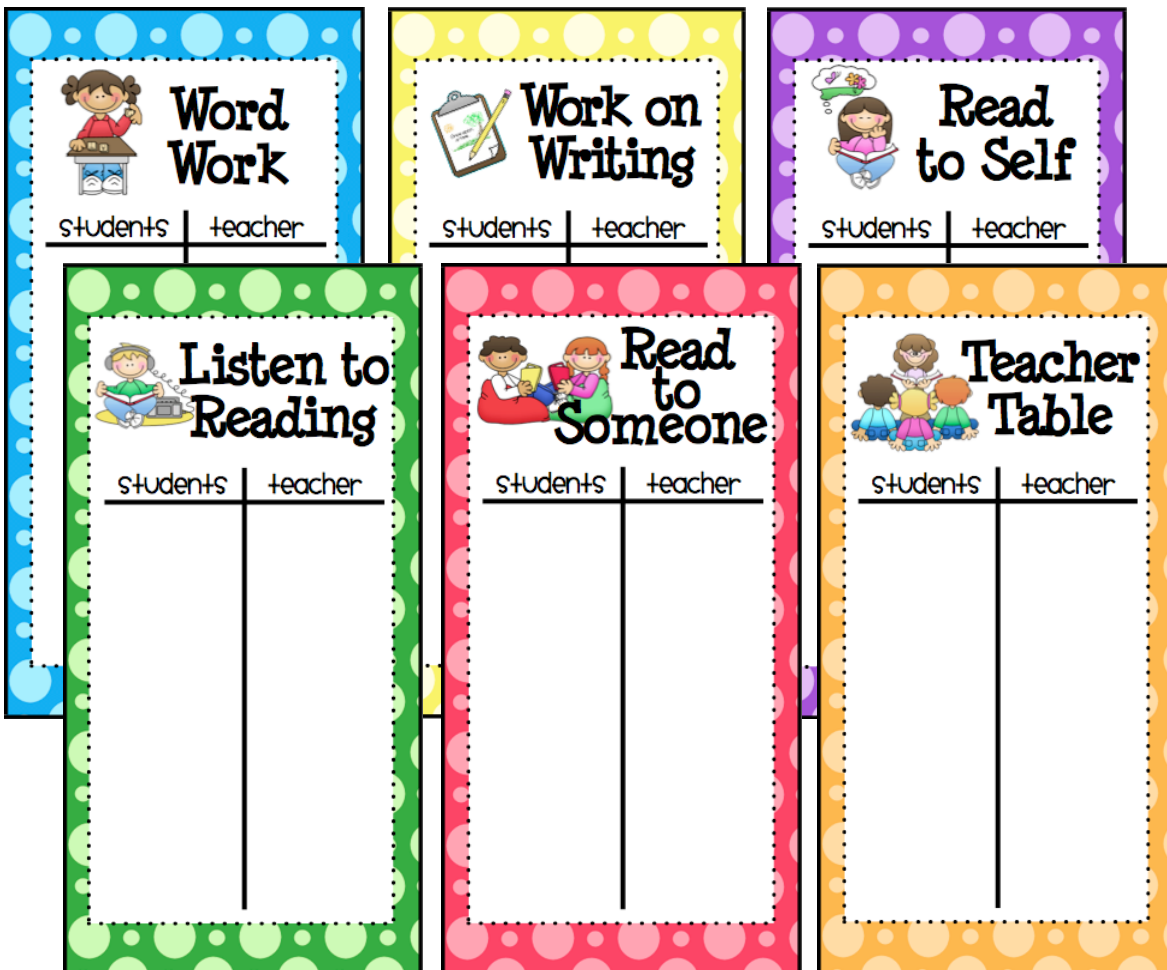 Word
Work
students teacher
Work on
Writing
students teacher
Read
to Self
students teacher
Listen to
Reading
students teacher
Read
to
Someone
students teacher
Teacher
Table
students teacher